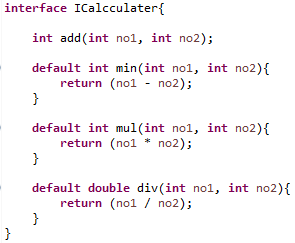 interface ICalcculater{
int add(int no1, int no2);
default int min(int no1, int no2){
return (no1 - no2);
}
default int mul(int no1, int no2){
return (no1 * no2);
}
default double div(int no1, int no2){
return (no1 / no2);
}
}